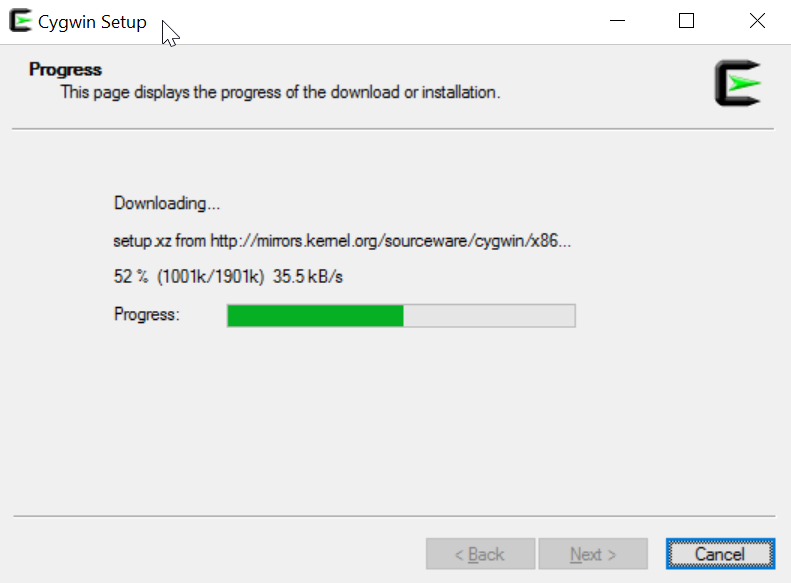 Cygwin Setup
Progress
This page displays the progress of the download or installation.
Downloading...
setup.xz from http://mirrors.kernel.org/sourceware/cygwin/x86...
52 % (1001k/1901k) 35.5 kB/s
Progress:
< Back Next > Cancel